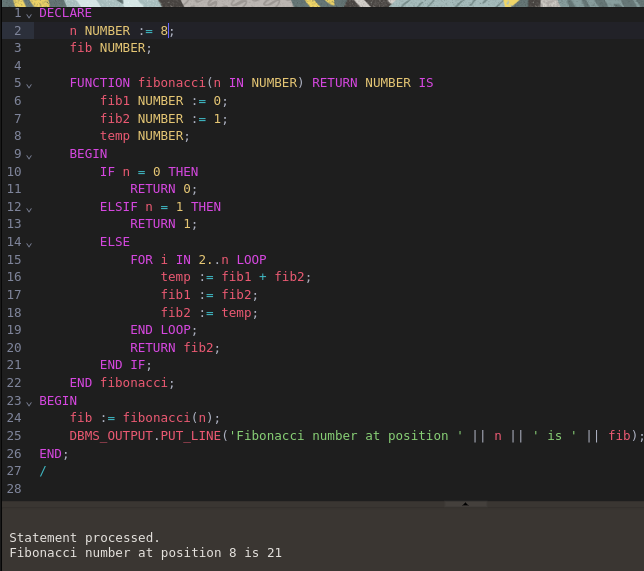 1 DECLARE
2     n NUMBER := 8;
3     fib NUMBER;
4
5     FUNCTION fibonacci(n IN NUMBER) RETURN NUMBER IS
6         fib1 NUMBER := 0;
7         fib2 NUMBER := 1;
8         temp NUMBER;
9     BEGIN
10         IF n = 0 THEN
11             RETURN 0;
12         ELSIF n = 1 THEN
13             RETURN 1;
14         ELSE
15             FOR i IN 2..n LOOP
16                 temp := fib1 + fib2;
17                 fib1 := fib2;
18                 fib2 := temp;
19             END LOOP;
20             RETURN fib2;
21         END IF;
22     END fibonacci;
23 BEGIN
24     fib := fibonacci(n);
25     DBMS_OUTPUT.PUT_LINE('Fibonacci number at position ' || n || ' is ' || fib);
26 END;
27 /
28
Statement processed.
Fibonacci number at position 8 is 21